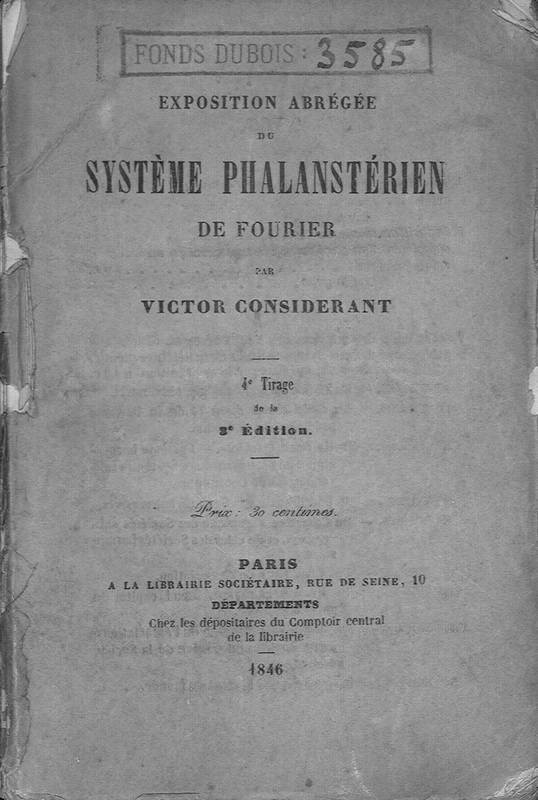 FONDS DUBOIS : 3585
EXPOSITION ABRÉGÉE
DU
SYSTÈME PHALANSTÉRIEN
DE FOURIER
PAR
VICTOR CONSIDERANT
4e Tirage
de la
3e Édition.
Prix : 30 centimes.
PARIS
A LA LIBRAIRIE SOCIÉTAIRE, RUE DE SEINE, 10
DÉPARTEMENTS
Chez les dépositaires du Comptoir central
de la librairie
1846